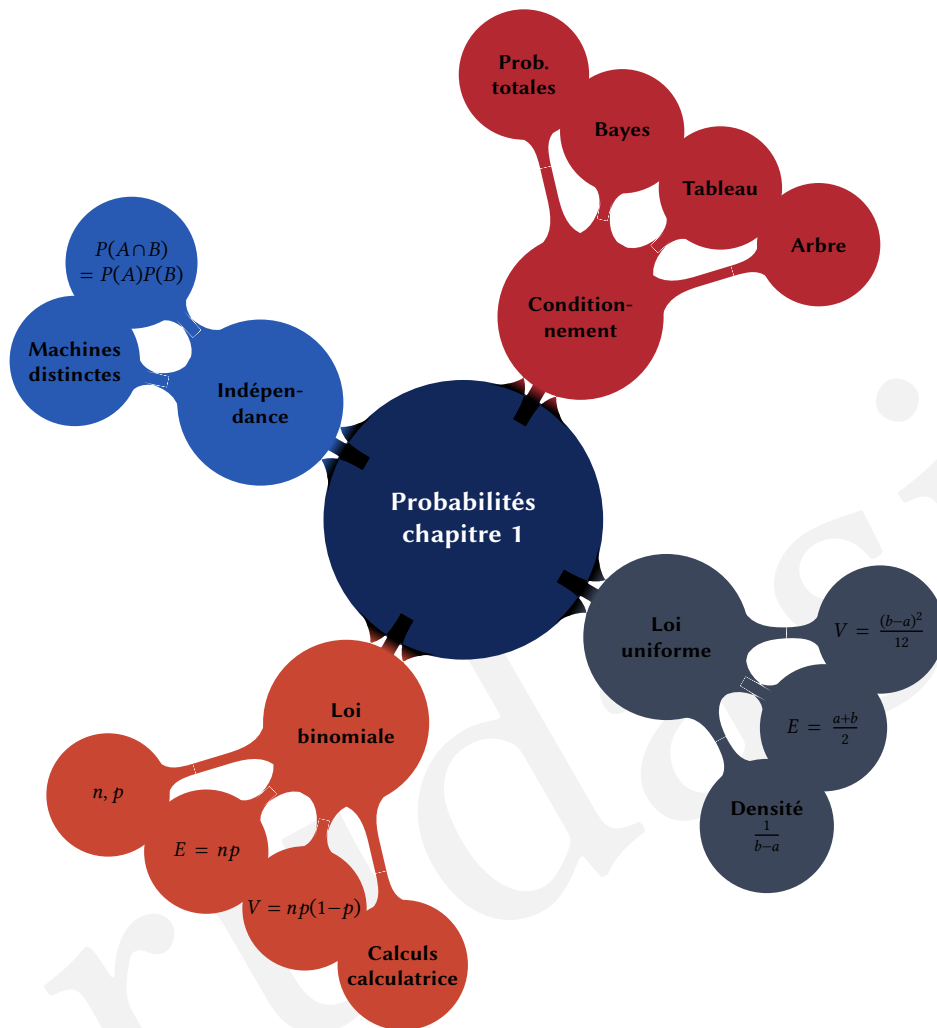 Prob.
totales
Bayes
Tableau
Arbre
Condition-
nement
P(A∩B)
= P(A)P(B)
Machines
distinctes
Indépen-
dance
Probabilités
chapitre 1
Loi
uniforme
V = (b−a)²/12
E = a+b/2
Densité
1/b−a
Loi
binomiale
n, p
E = np
V = np(1−p)
Calculs
calculatrice